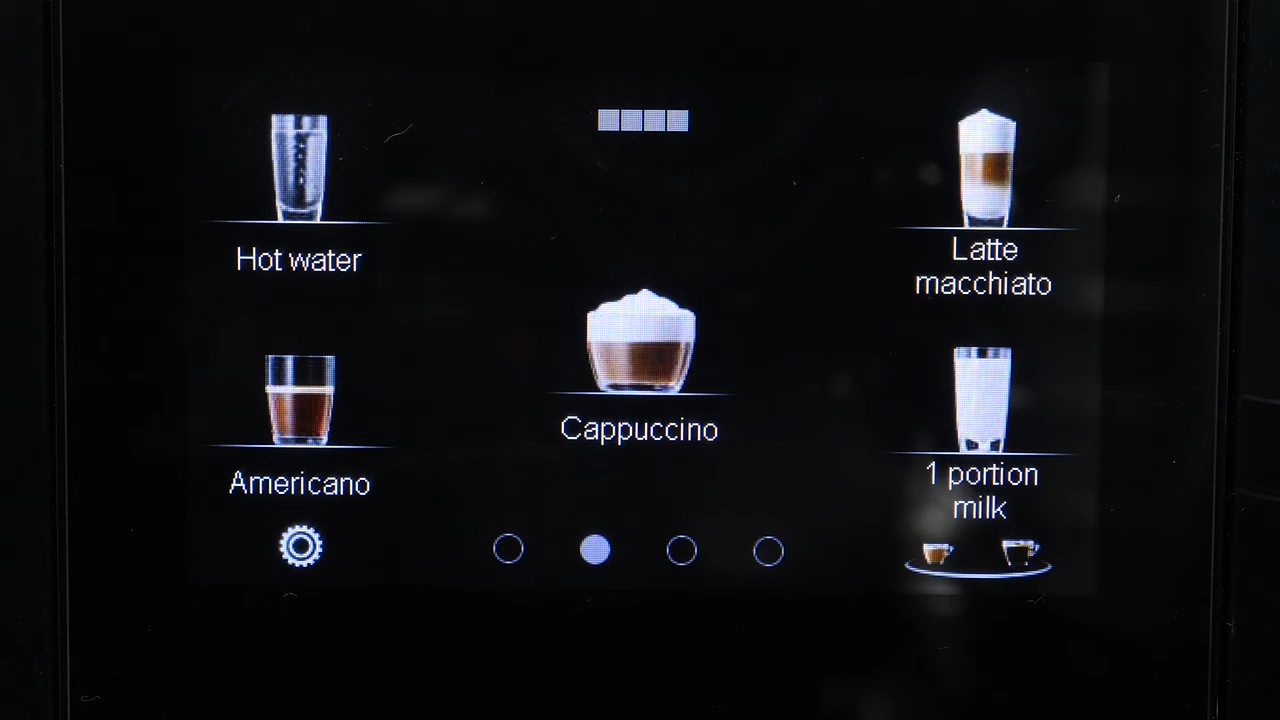 Hot water
Latte
macchiato
Cappuccino
Americano
1 portion
milk